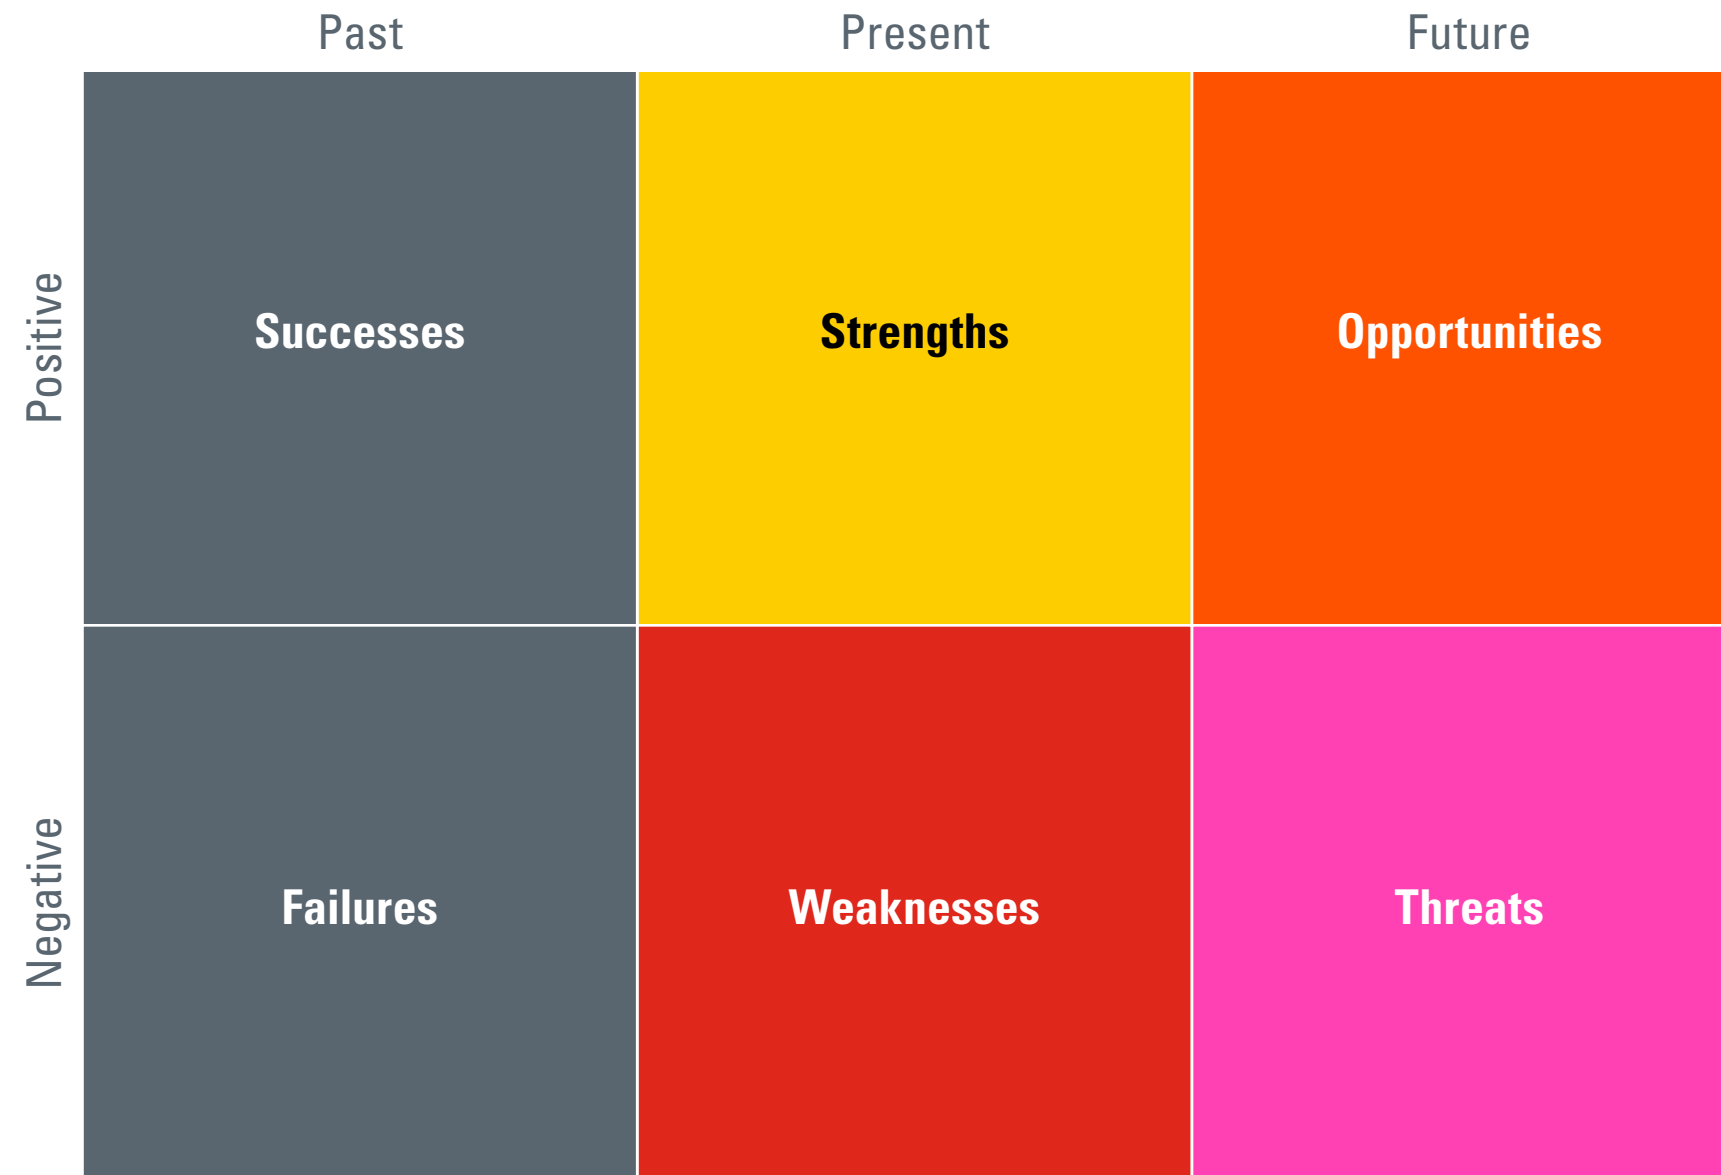 Past Present Future
Positive
Successes Strengths Opportunities
Negative
Failures Weaknesses Threats